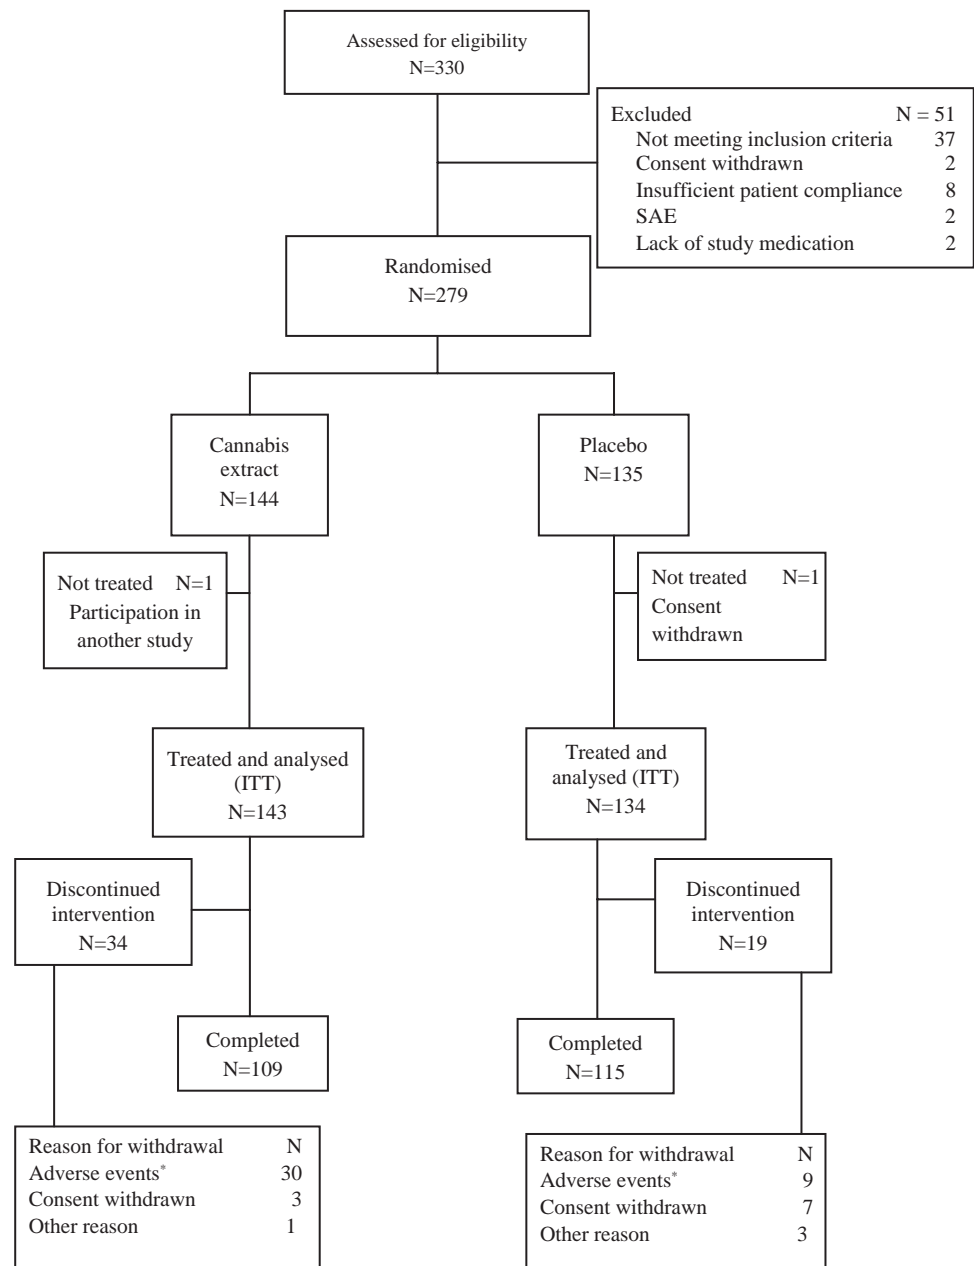 Assessed for eligibility
N=330
Excluded N = 51
Not meeting inclusion criteria 37
Consent withdrawn 2
Insufficient patient compliance 8
SAE 2
Lack of study medication 2
Randomised
N=279
Cannabis
extract
N=144
Placebo
N=135
Not treated N=1
Participation in
another study
Not treated N=1
Consent
withdrawn
Treated and analysed
(ITT)
N=143
Treated and
analysed (ITT)
N=134
Discontinued
intervention
N=34
Discontinued
intervention
N=19
Completed
N=109
Completed
N=115
Reason for withdrawal N
Adverse events* 30
Consent withdrawn 3
Other reason 1
Reason for withdrawal N
Adverse events* 9
Consent withdrawn 7
Other reason 3